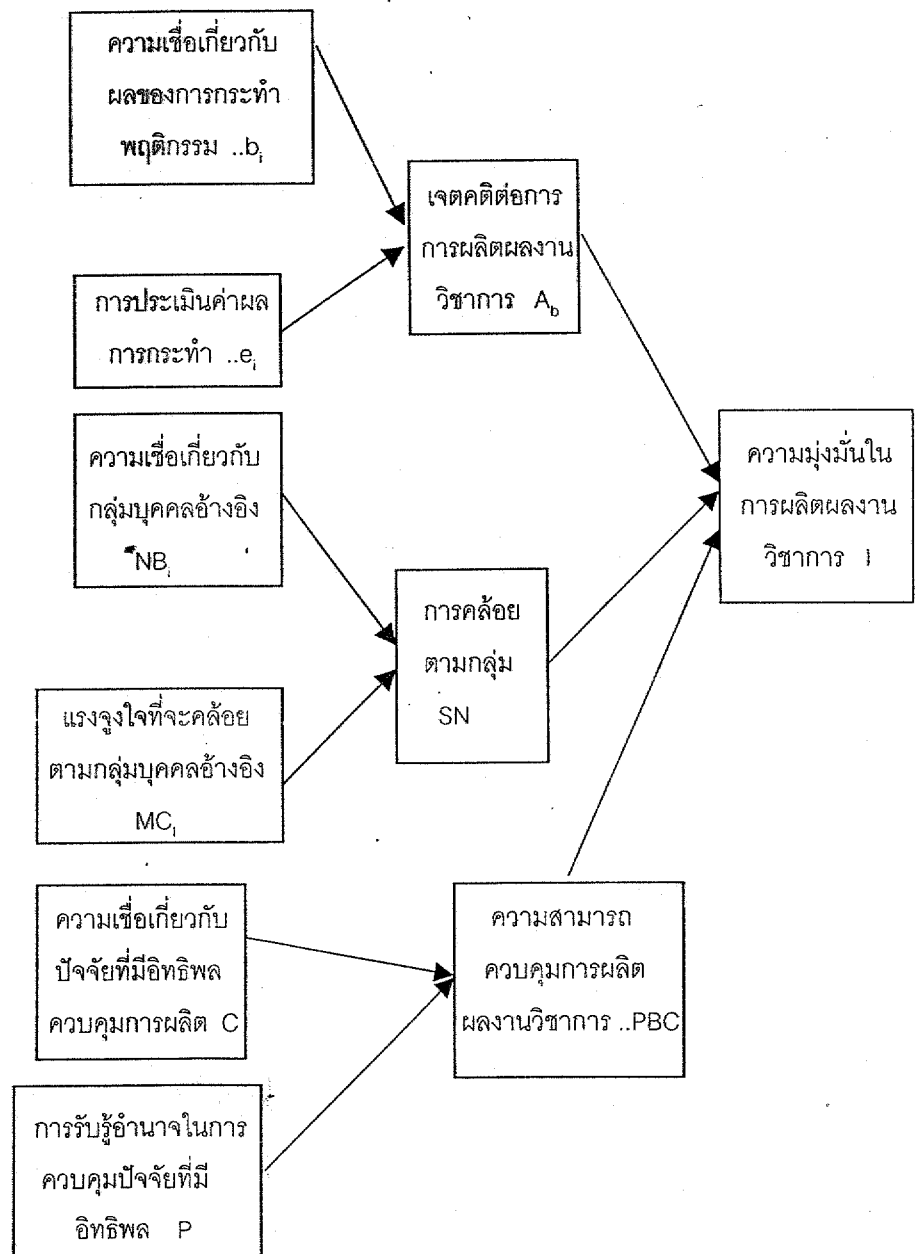 ความเชื่อเกี่ยวกับ
ผลของการกระทำ
พฤติกรรม ..bi
การประเมินค่าผล
การกระทำ ..ei
เจตคติต่อการ
การผลิตผลงาน
วิชาการ Ab
ความเชื่อเกี่ยวกับ
กลุ่มบุคคลอ้างอิง
NBi
แรงจูงใจที่จะคล้อย
ตามกลุ่มบุคคลอ้างอิง
MCi
การคล้อย
ตามกลุ่ม
SN
ความมุ่งมั่นใน
การผลิตผลงาน
วิชาการ I
ความเชื่อเกี่ยวกับ
ปัจจัยที่มีอิทธิพล
ควบคุมการผลิต C
การรับรู้อำนาจในการ
ควบคุมปัจจัยที่มี
อิทธิพล P
ความสามารถ
ควบคุมการผลิต
ผลงานวิชาการ ..PBC